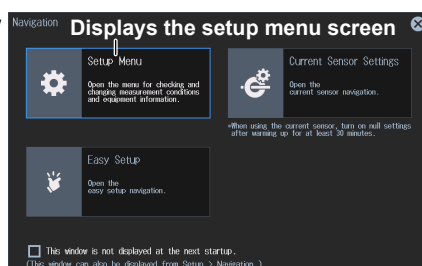 Navigation
Displays the setup menu screen
Setup Menu
Open the menu for checking and
changing measurement conditions
and equipment information.
Current Sensor Settings
Open the
current sensor navigation.
*When using the current sensor, turn on null settings
after warming up for at least 30 minutes.
Easy Setup
Open the
easy setup navigation.
This window is not displayed at the next startup.
(This window can also be displayed from Setup > Navigation.)